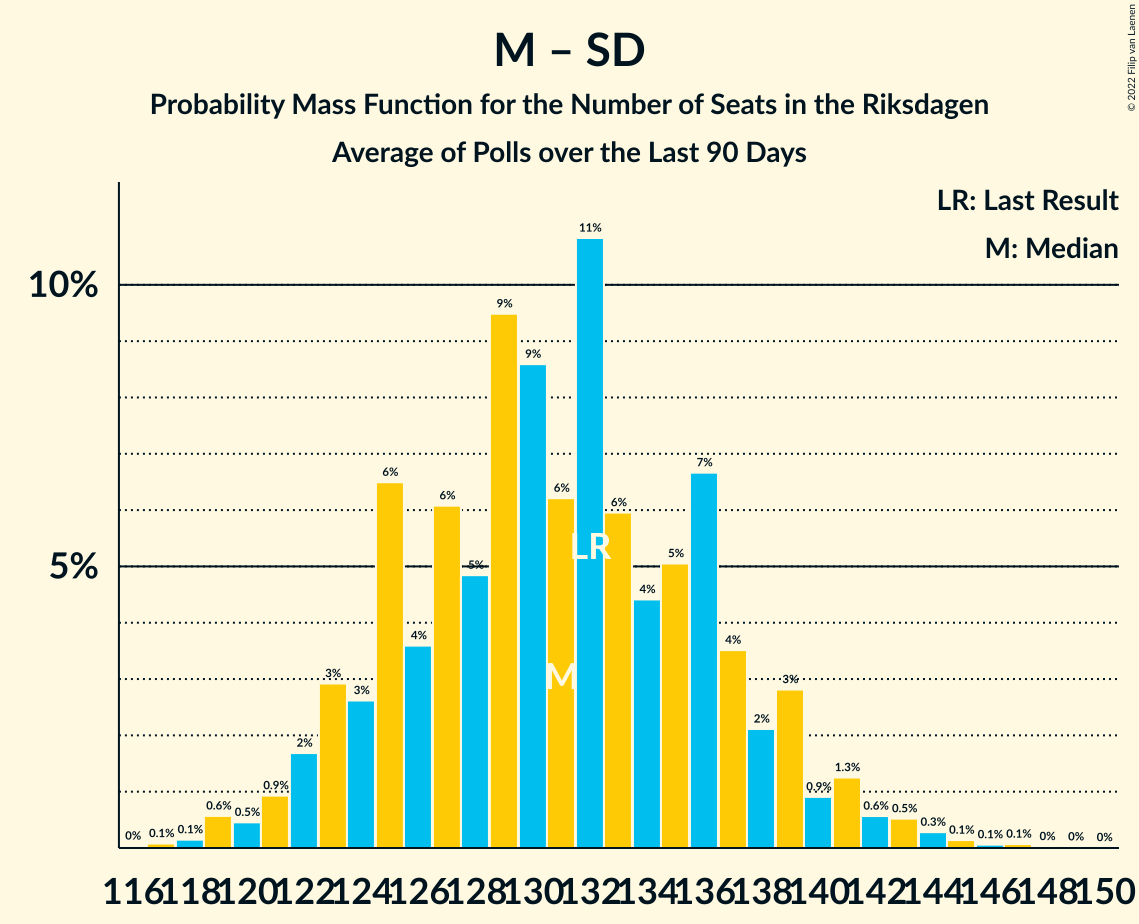 M – SD
Probability Mass Function for the Number of Seats in the Riksdagen
Average of Polls over the Last 90 Days
© 2022 Filip van Laenen
LR: Last Result
M: Median
10%
5%
0% 0.1% 0.1% 0.6% 0.5% 0.9% 2% 3% 3% 6% 4% 6% 5% 9% 9% 6% 11% 6% 4% 5% 7% 4% 2% 3% 0.9% 1.3% 0.6% 0.5% 0.3% 0.1% 0.1% 0.1% 0% 0% 0%
LR
M
116 118 120 122 124 126 128 130 132 134 136 138 140 142 144 146 148 150